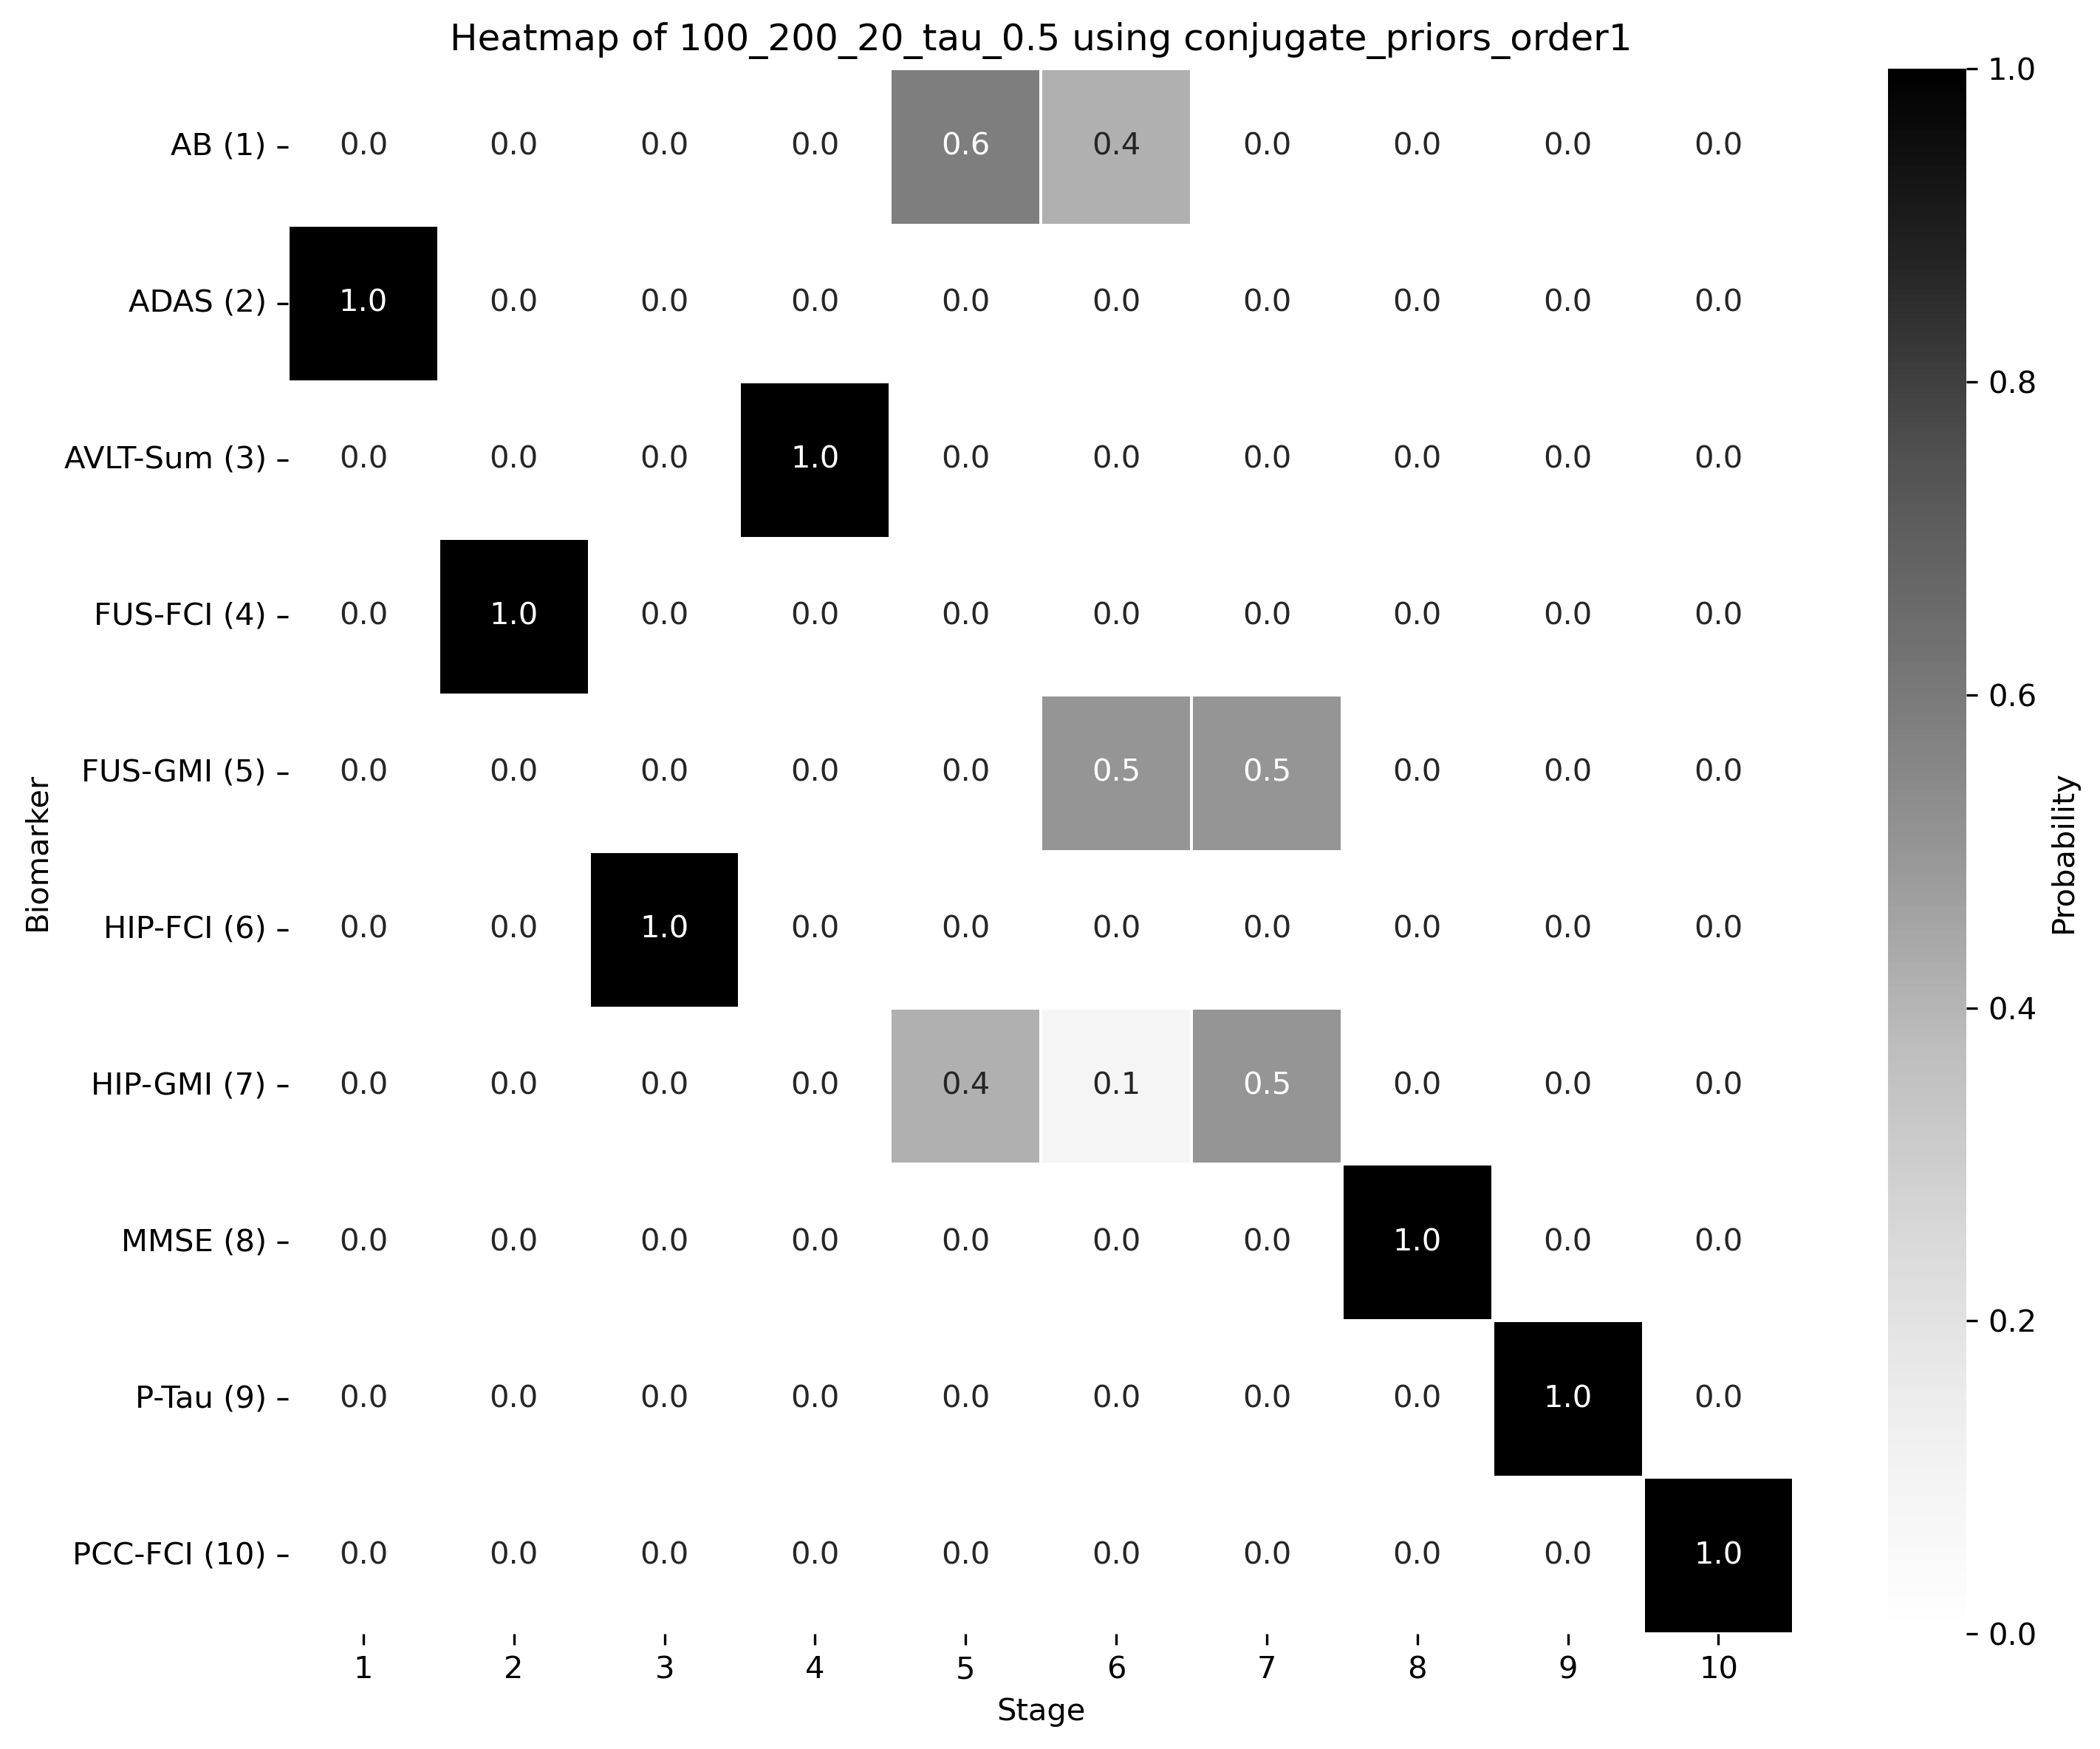 Heatmap of 100_200_20_tau_0.5 using conjugate_priors_order1
Biomarker
AB (1) 0.0 0.0 0.0 0.0 0.6 0.4 0.0 0.0 0.0 0.0
ADAS (2) 1.0 0.0 0.0 0.0 0.0 0.0 0.0 0.0 0.0 0.0
AVLT-Sum (3) 0.0 0.0 0.0 1.0 0.0 0.0 0.0 0.0 0.0 0.0
FUS-FCI (4) 0.0 1.0 0.0 0.0 0.0 0.0 0.0 0.0 0.0 0.0
FUS-GMI (5) 0.0 0.0 0.0 0.0 0.0 0.5 0.5 0.0 0.0 0.0
HIP-FCI (6) 0.0 0.0 1.0 0.0 0.0 0.0 0.0 0.0 0.0 0.0
HIP-GMI (7) 0.0 0.0 0.0 0.0 0.4 0.1 0.5 0.0 0.0 0.0
MMSE (8) 0.0 0.0 0.0 0.0 0.0 0.0 0.0 1.0 0.0 0.0
P-Tau (9) 0.0 0.0 0.0 0.0 0.0 0.0 0.0 0.0 1.0 0.0
PCC-FCI (10) 0.0 0.0 0.0 0.0 0.0 0.0 0.0 0.0 0.0 1.0
1 2 3 4 5 6 7 8 9 10
Stage
1.0
0.8
0.6
0.4
0.2
0.0
Probability